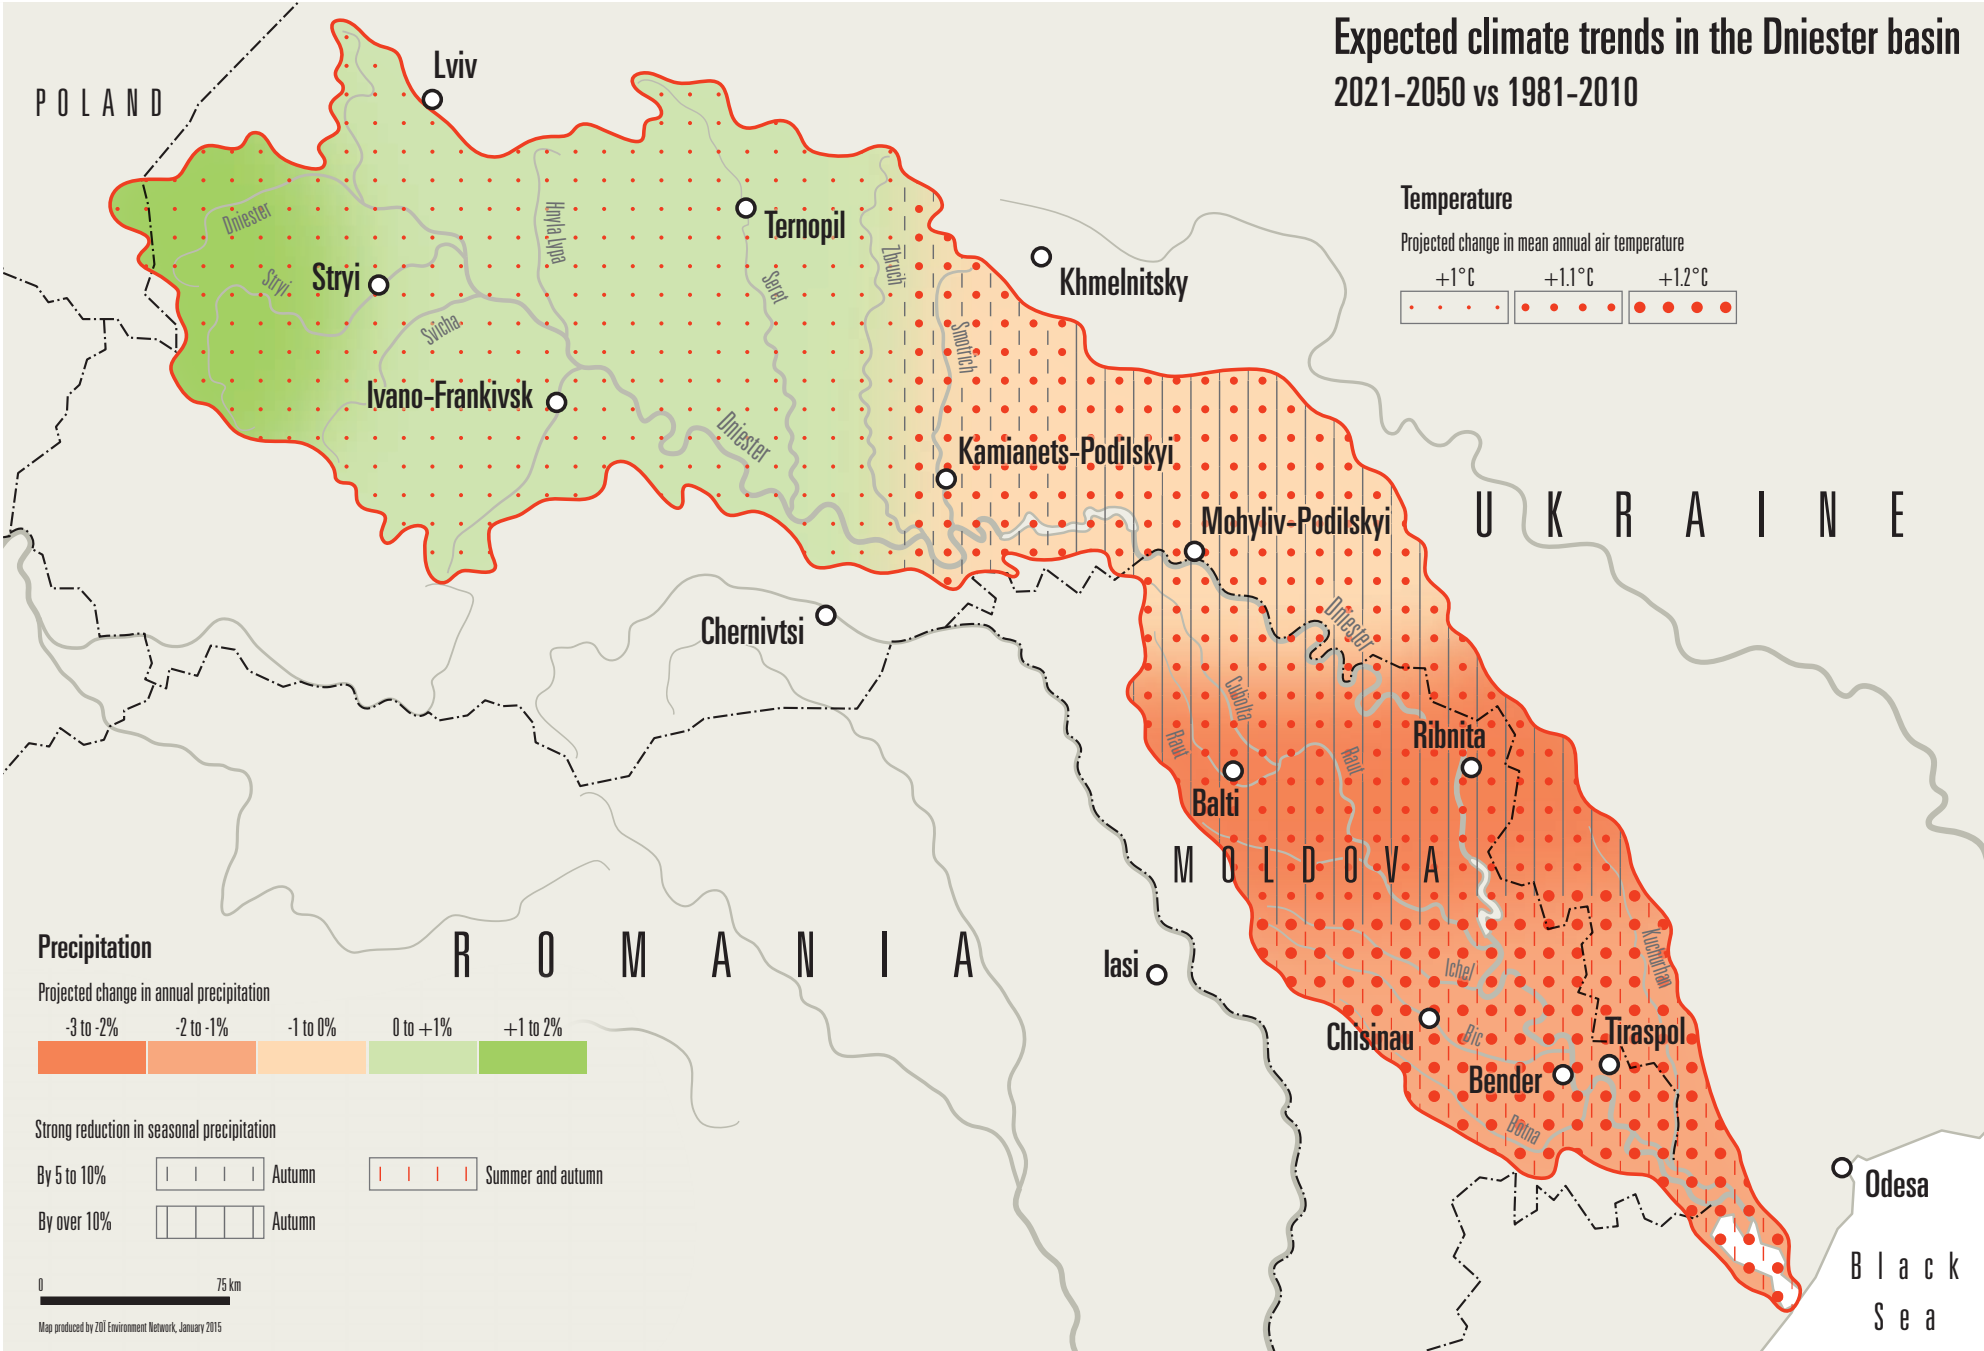 Expected climate trends in the Dniester basin
2021-2050 vs 1981-2010
POLAND
Lviv
Temperature
Projected change in mean annual air temperature
+1°C +1.1°C +1.2°C
Dniester
Hnyla Lypa
Ternopil
Zbruch
Khmelnitsky
Stryi
Stryi
Seret
Svicha
Smotrich
Ivano-Frankivsk
Dniester
Kamianets-Podilskyi
UKRAINE
Mohyliv-Podilskyi
Chernivtsi
Dniester
Cubolta
Raut
Raut
Ribnita
Balti
MOLDOVA
ROMANIA
Iasi
Ichel
Kuchurhan
Chisinau
Bic
Tiraspol
Bender
Botna
Odesa
Black
Sea
Precipitation
Projected change in annual precipitation
-3 to -2% -2 to -1% -1 to 0% 0 to +1% +1 to 2%
Strong reduction in seasonal precipitation
By 5 to 10% Autumn Summer and autumn
By over 10% Autumn
0 75 km
Map produced by ZOÏ Environment Network, January 2015